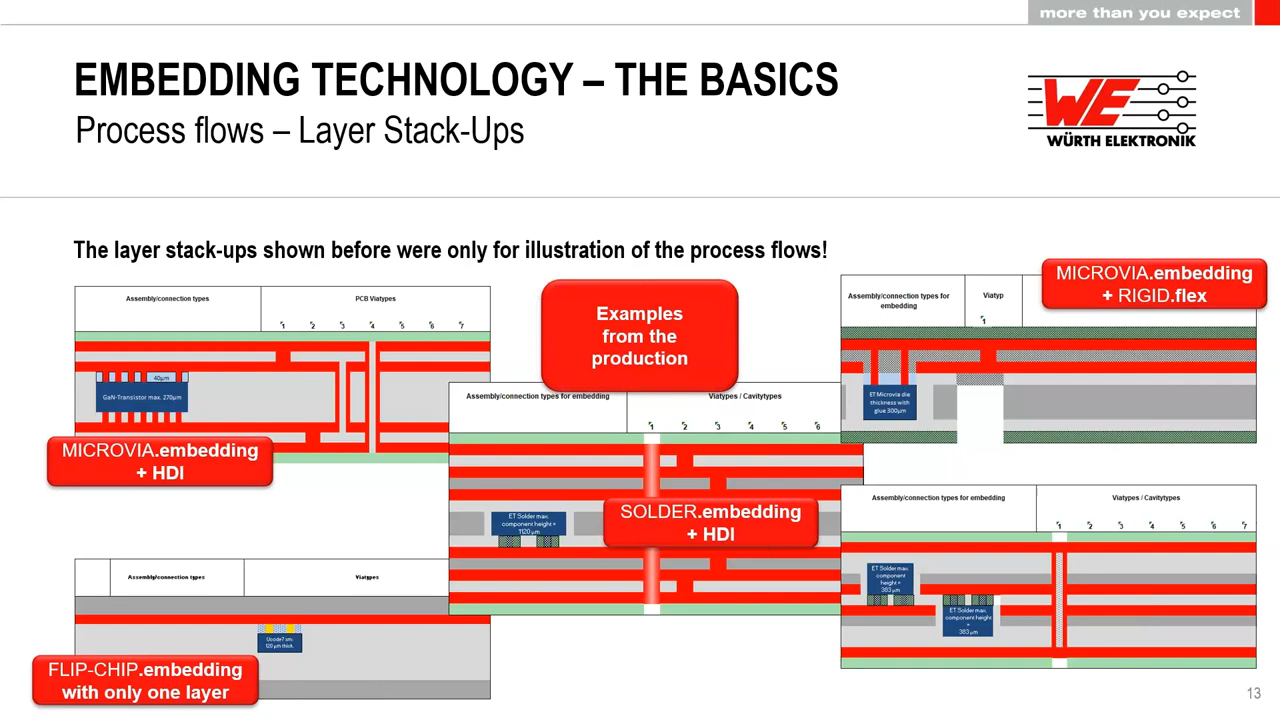 more than you expect
EMBEDDING TECHNOLOGY – THE BASICS
Process flows – Layer Stack-Ups
WE
WÜRTH ELEKTRONIK
The layer stack-ups shown before were only for illustration of the process flows!
Assembly/connection types
PCB Viatypes
1 2 3 4 5 6 7
40µm
GaN-Transistor max. 270µm
MICROVIA.embedding
+ HDI
Examples
from the
production
Assembly/connection types for embedding
Viatypes / Cavitytypes
1 2 3 4 5 6
ET Solder max.
component height =
1120 µm
SOLDER.embedding
+ HDI
MICROVIA.embedding
+ RIGID.flex
Assembly/connection types for
embedding
Viatyp
1
ET Microvia die
thickness with
glue 300µm
Assembly/connection types for embedding
Viatypes / Cavitytypes
1 2 3 4 5 6 7
ET Solder max.
component
height =
383 µm
ET Solder max.
component height
=
383 µm
Assembly/connection types
Viatypes
Ucode7 sm:
120 µm thick.
FLIP-CHIP.embedding
with only one layer
13